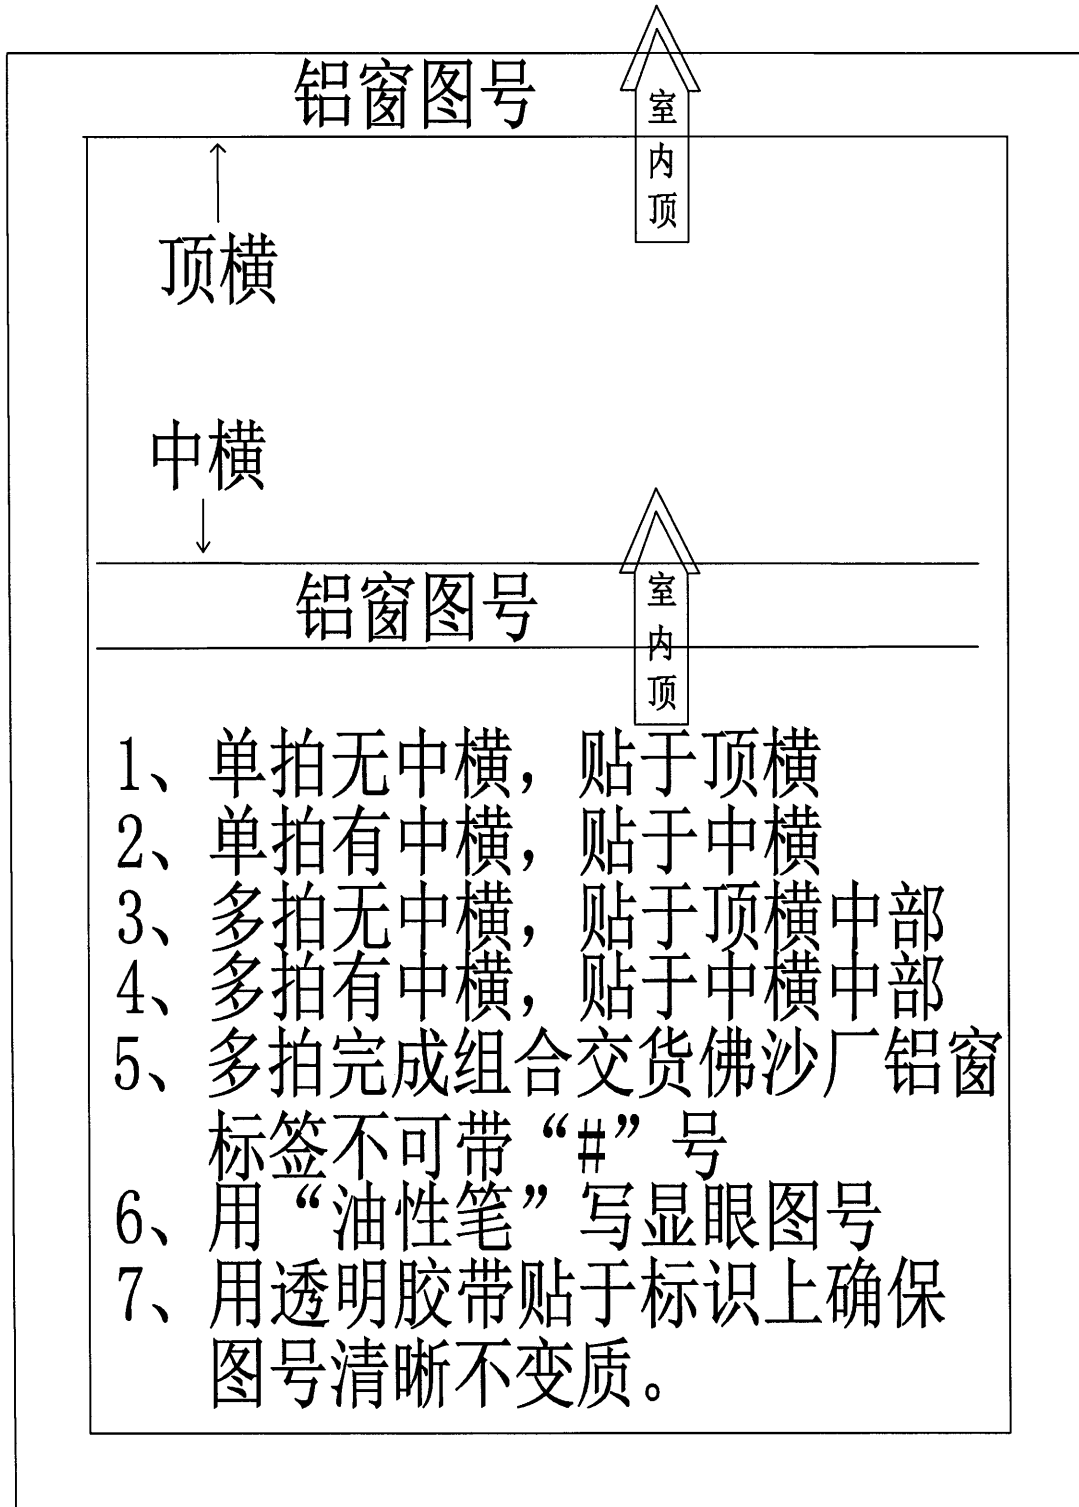 铝窗图号
室
内
顶
顶横
中横
铝窗图号
室
内
顶
1、单拍无中横，贴于顶横
2、单拍有中横，贴于中横
3、多拍无中横，贴于顶横中部
4、多拍有中横，贴于中横中部
5、多拍完成组合交货佛沙厂铝窗
标签不可带“#”号
6、用“油性笔”写显眼图号
7、用透明胶带贴于标识上确保
图号清晰不变质。